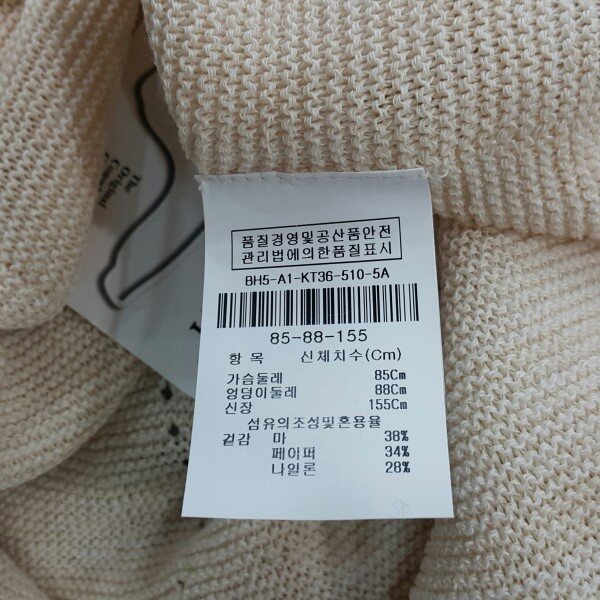 The
Original
품질경영및공산품안전
관리법에의한품질표시
BH5-A1-KT36-510-5A
85-88-155
항 목 신체치수(Cm)
가슴둘레 85Cm
엉덩이둘레 88Cm
신장 155Cm
섬유의조성및혼용율
겉감 마 38%
페이퍼 34%
나일론 28%